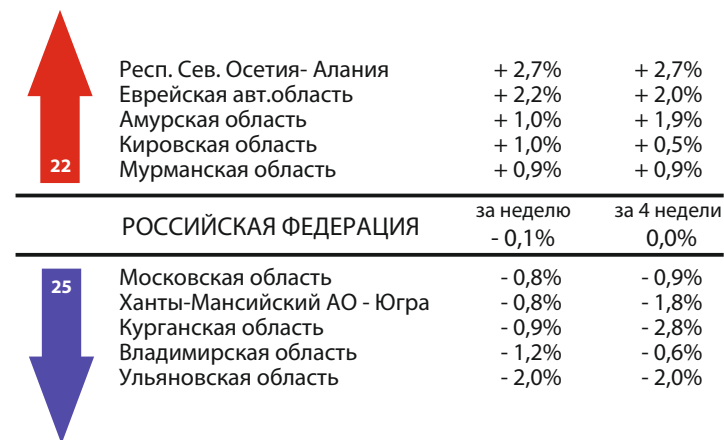 Респ. Сев. Осетия- Алания + 2,7% + 2,7%
Еврейская авт.область + 2,2% + 2,0%
Амурская область + 1,0% + 1,9%
Кировская область + 1,0% + 0,5%
22 Мурманская область + 0,9% + 0,9%
РОССИЙСКАЯ ФЕДЕРАЦИЯ за неделю за 4 недели
- 0,1% 0,0%
25 Московская область - 0,8% - 0,9%
Ханты-Мансийский АО - Югра - 0,8% - 1,8%
Курганская область - 0,9% - 2,8%
Владимирская область - 1,2% - 0,6%
Ульяновская область - 2,0% - 2,0%